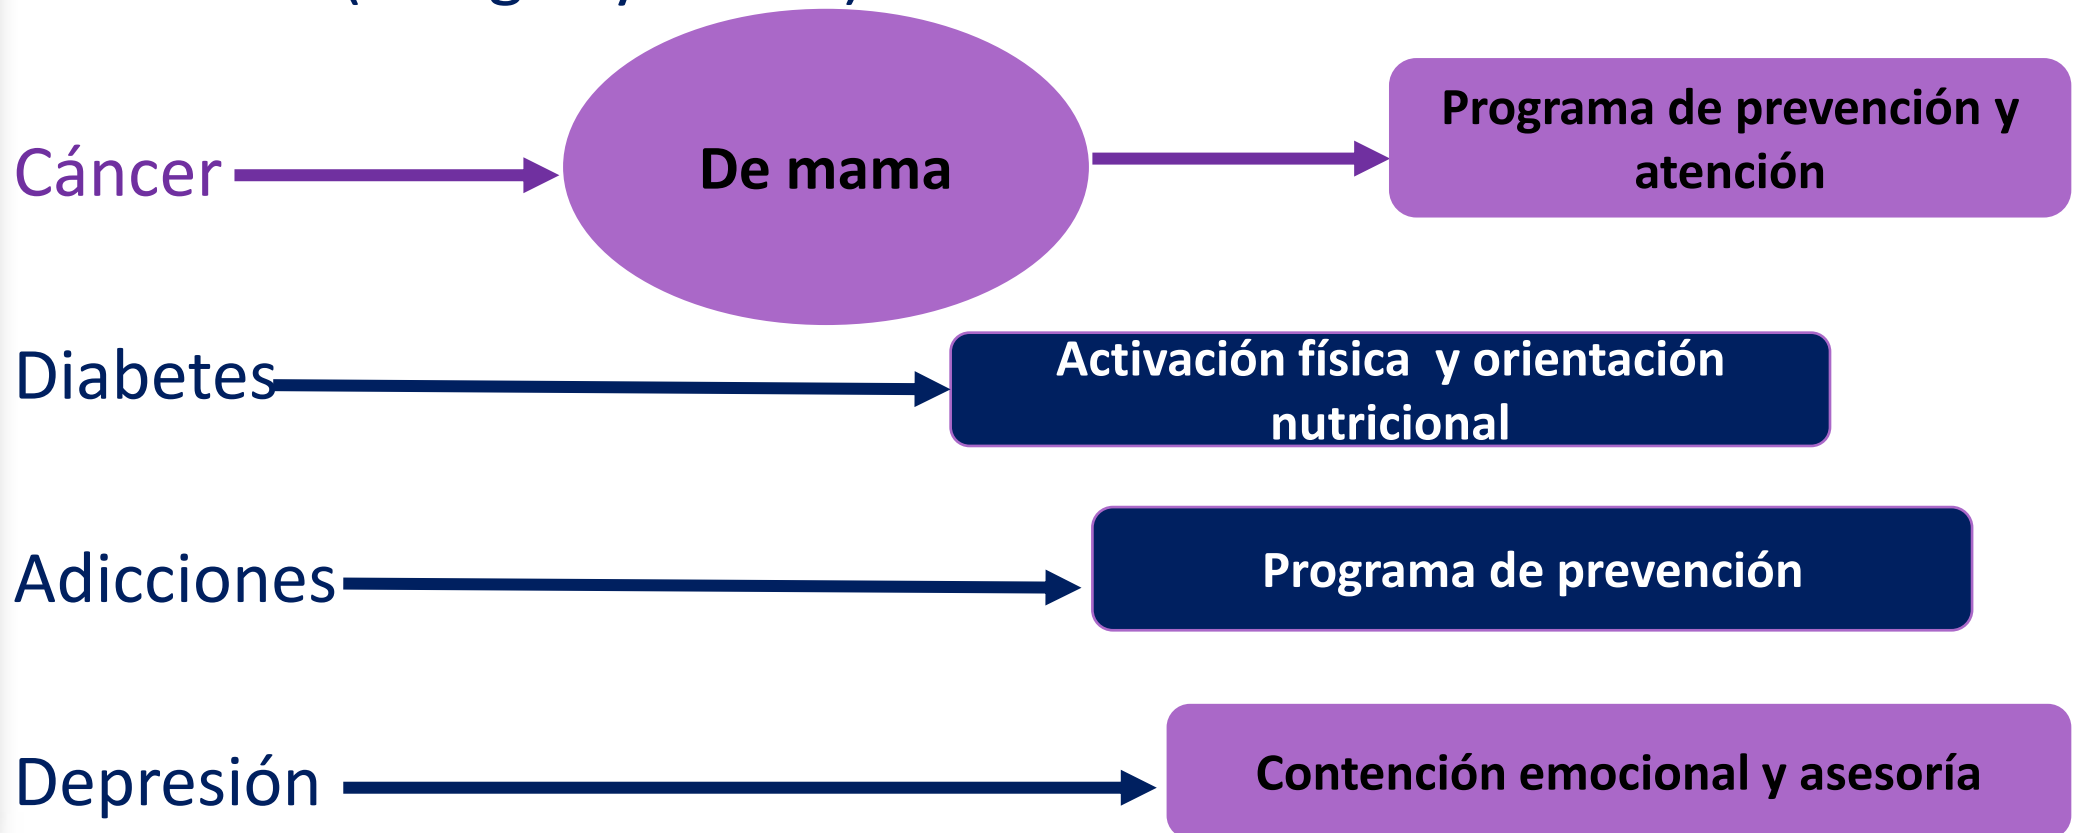 Cáncer
De mama
Programa de prevención y
atención
Diabetes
Activación física  y orientación
nutricional
Adicciones
Programa de prevención
Depresión
Contención emocional y asesoría